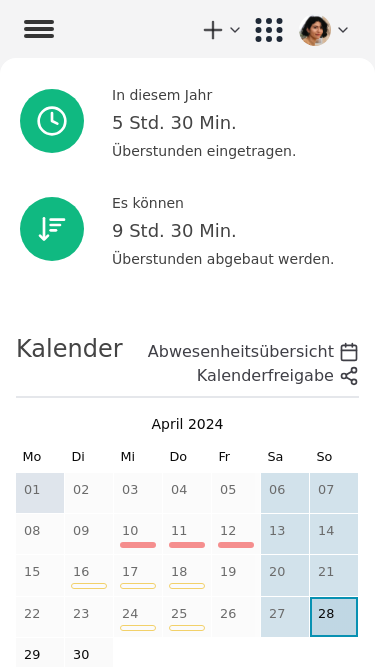 In diesem Jahr
5 Std. 30 Min.
Überstunden eingetragen.
Es können
9 Std. 30 Min.
Überstunden abgebaut werden.
Kalender
Abwesenheitsübersicht
Kalenderfreigabe
April 2024
Mo Di Mi Do Fr Sa So
01 02 03 04 05 06 07
08 09 10 11 12 13 14
15 16 17 18 19 20 21
22 23 24 25 26 27 28
29 30